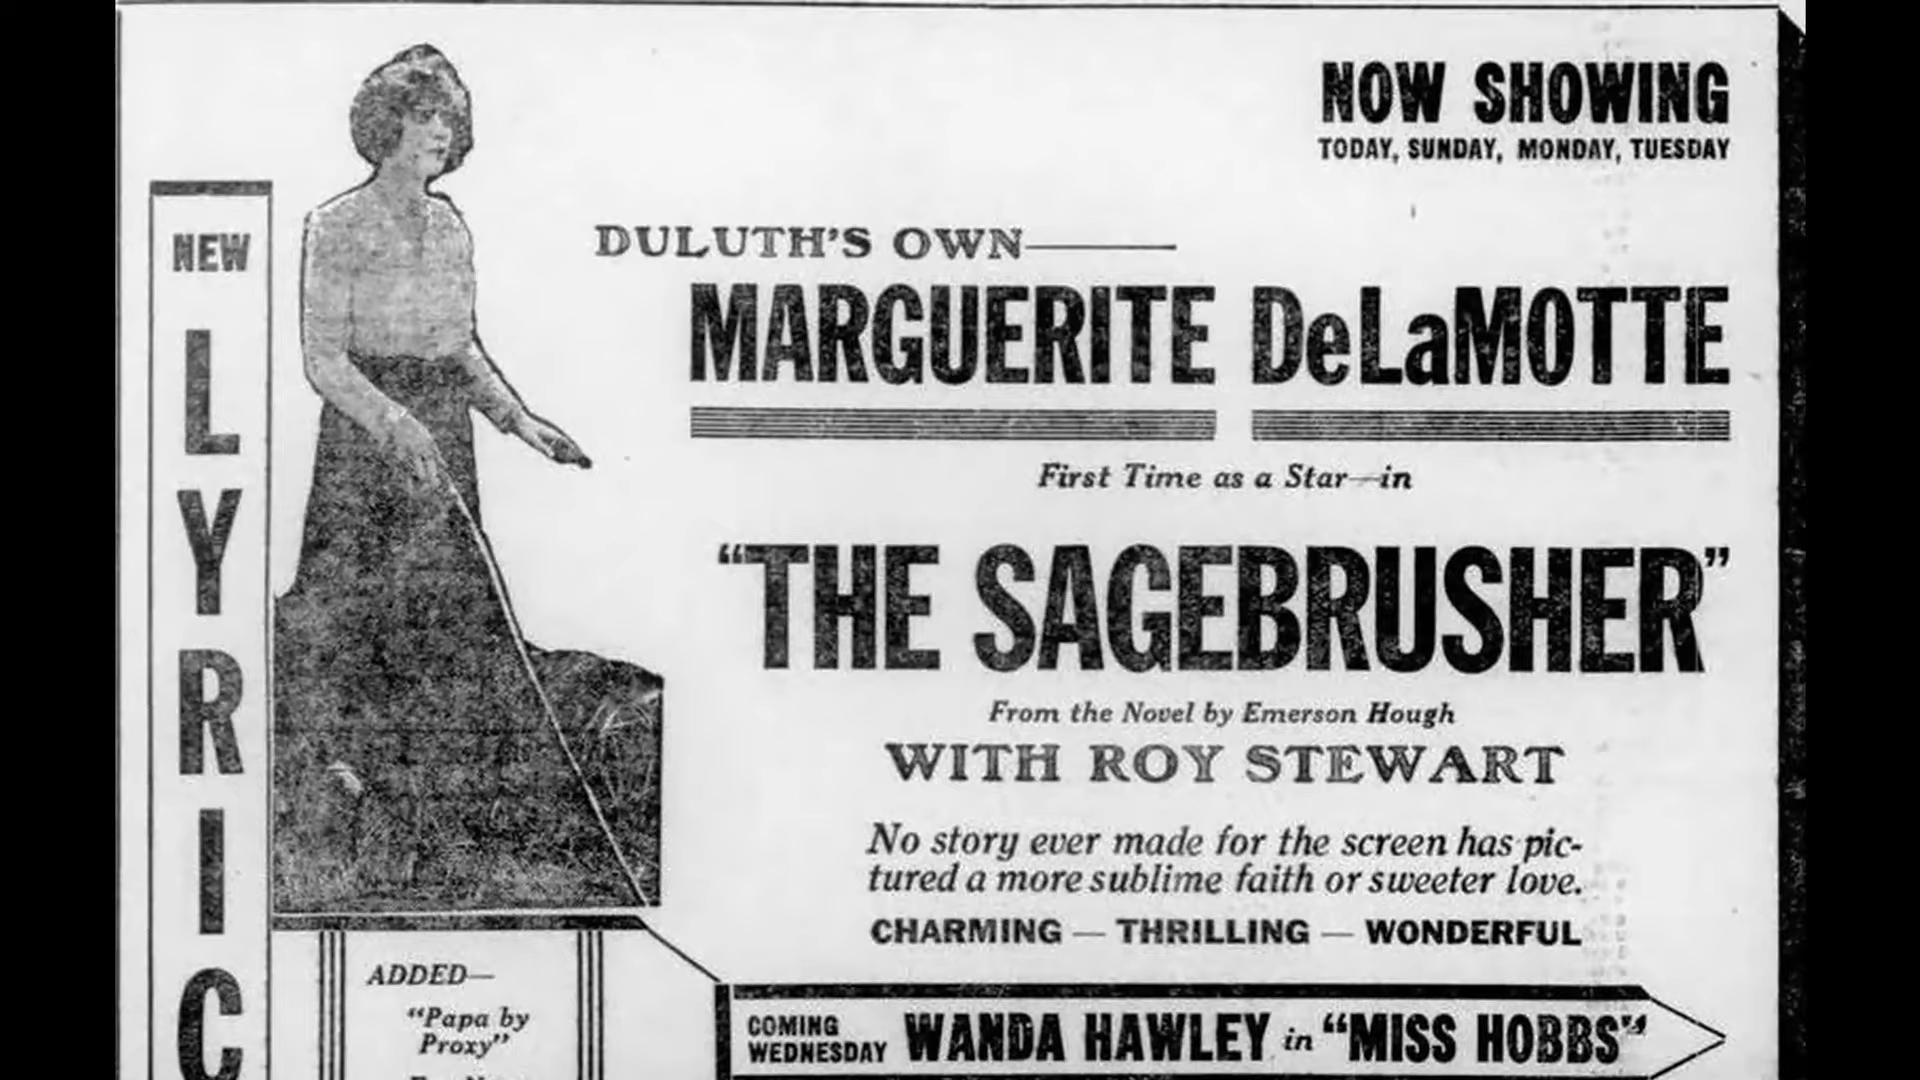 NOW SHOWING
TODAY, SUNDAY, MONDAY, TUESDAY
NEW
LYRIC
DULUTH'S OWN—
MARGUERITE DeLaMOTTE
First Time as a Star—in
"THE SAGEBRUSHER"
From the Novel by Emerson Hough
WITH ROY STEWART
No story ever made for the screen has pic-
tured a more sublime faith or sweeter love.
CHARMING — THRILLING — WONDERFUL
ADDED—
"Papa by
Proxy"
COMING
WEDNESDAY
WANDA HAWLEY in "MISS HOBBS"